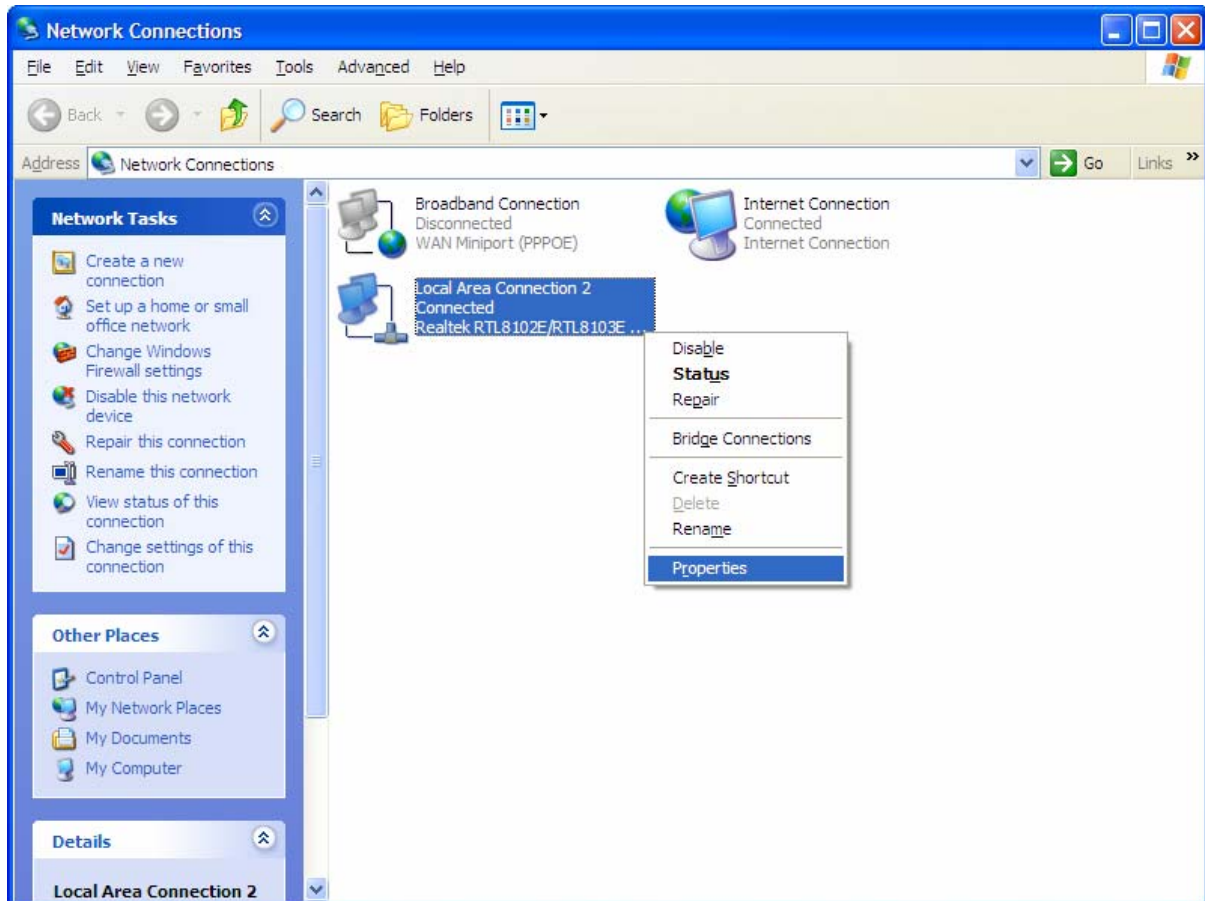 Network Connections
File Edit View Favorites Tools Advanced Help
Back Search Folders
Address Network Connections Go Links »
Network Tasks
Create a new
connection
Set up a home or small
office network
Change Windows
Firewall settings
Disable this network
device
Repair this connection
Rename this connection
View status of this
connection
Change settings of this
connection
Other Places
Control Panel
My Network Places
My Documents
My Computer
Details
Local Area Connection 2
Broadband Connection
Disconnected
WAN Miniport (PPPOE)
Internet Connection
Connected
Internet Connection
Local Area Connection 2
Connected
Realtek RTL8102E/RTL8103E ...
Disable
Status
Repair
Bridge Connections
Create Shortcut
Delete
Rename
Properties